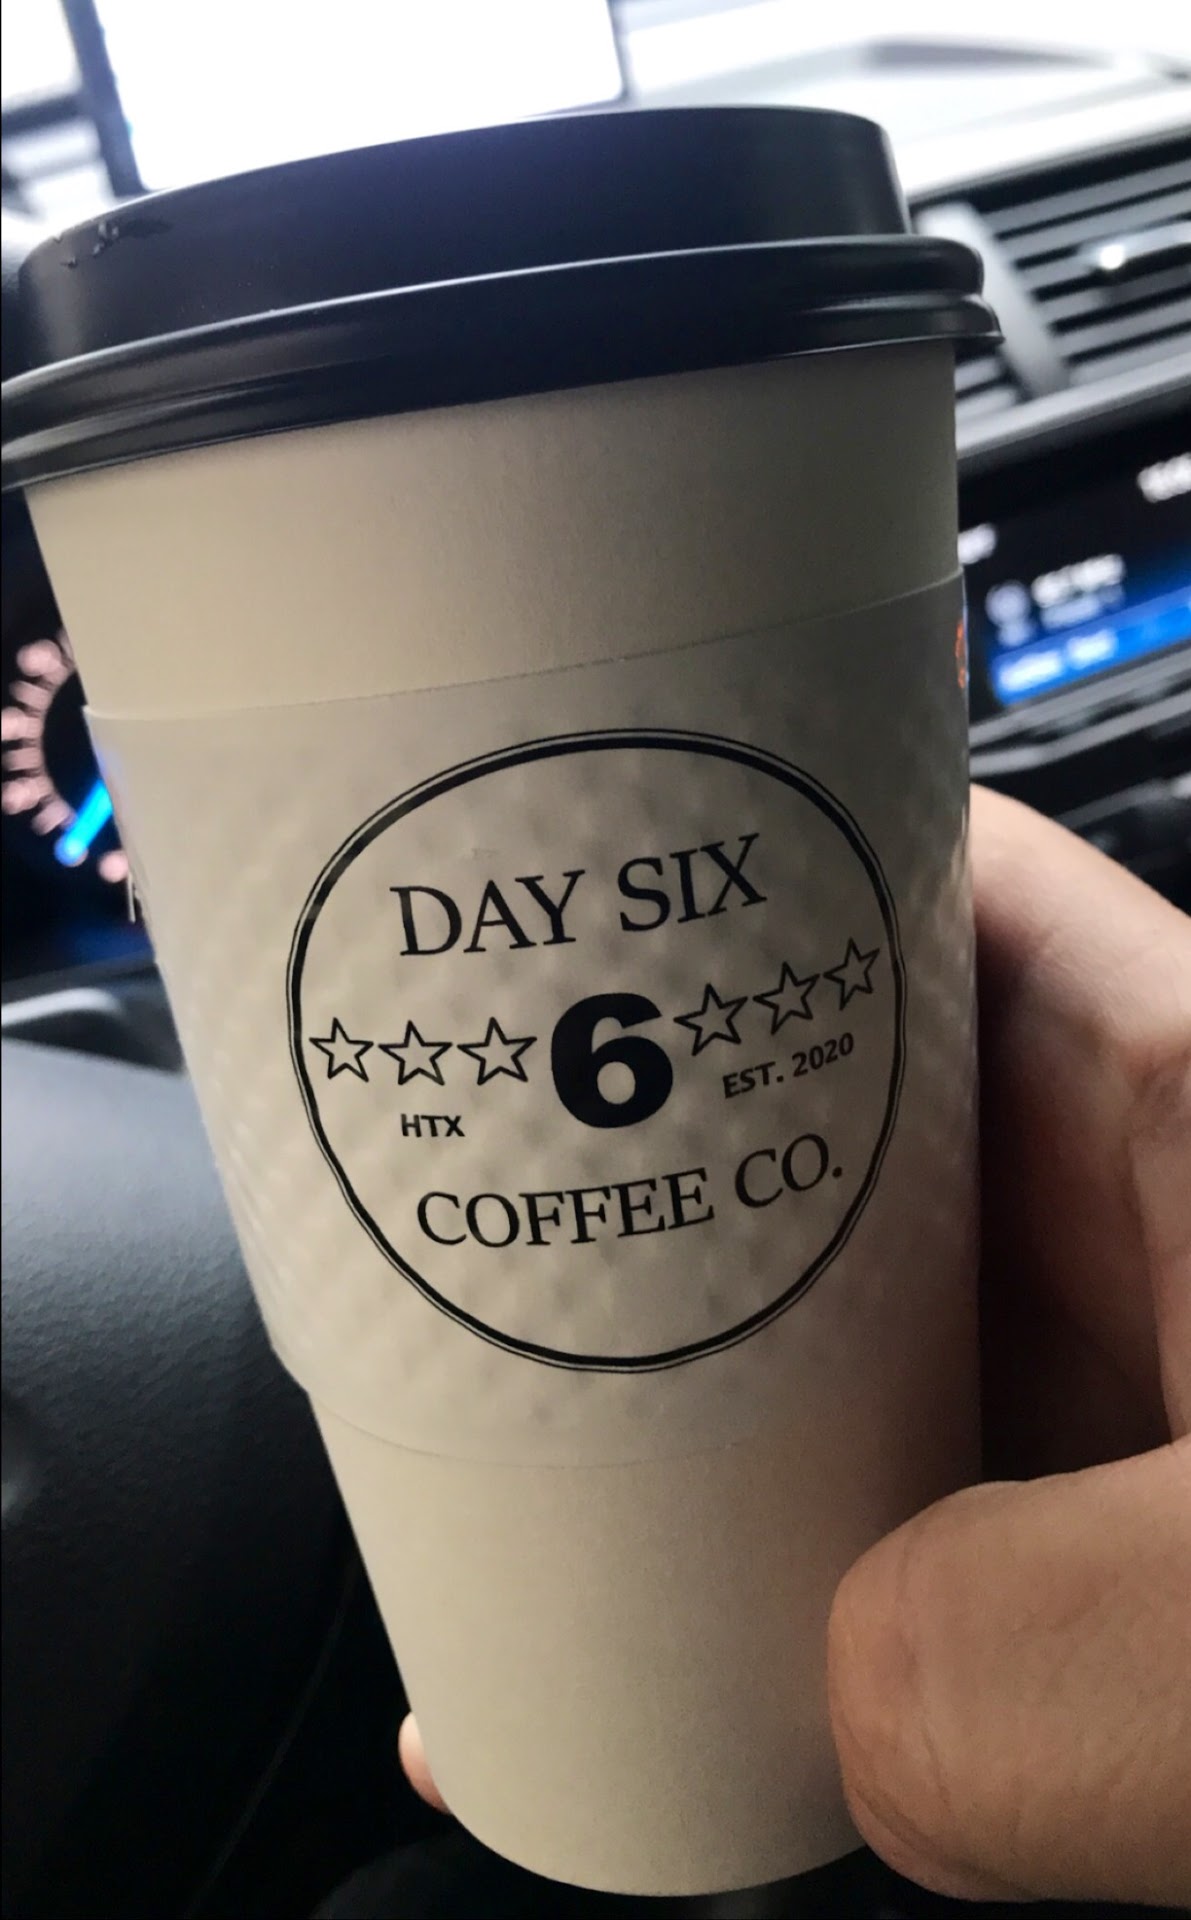 DAY SIX
6
HTX
EST. 2020
COFFEE CO.